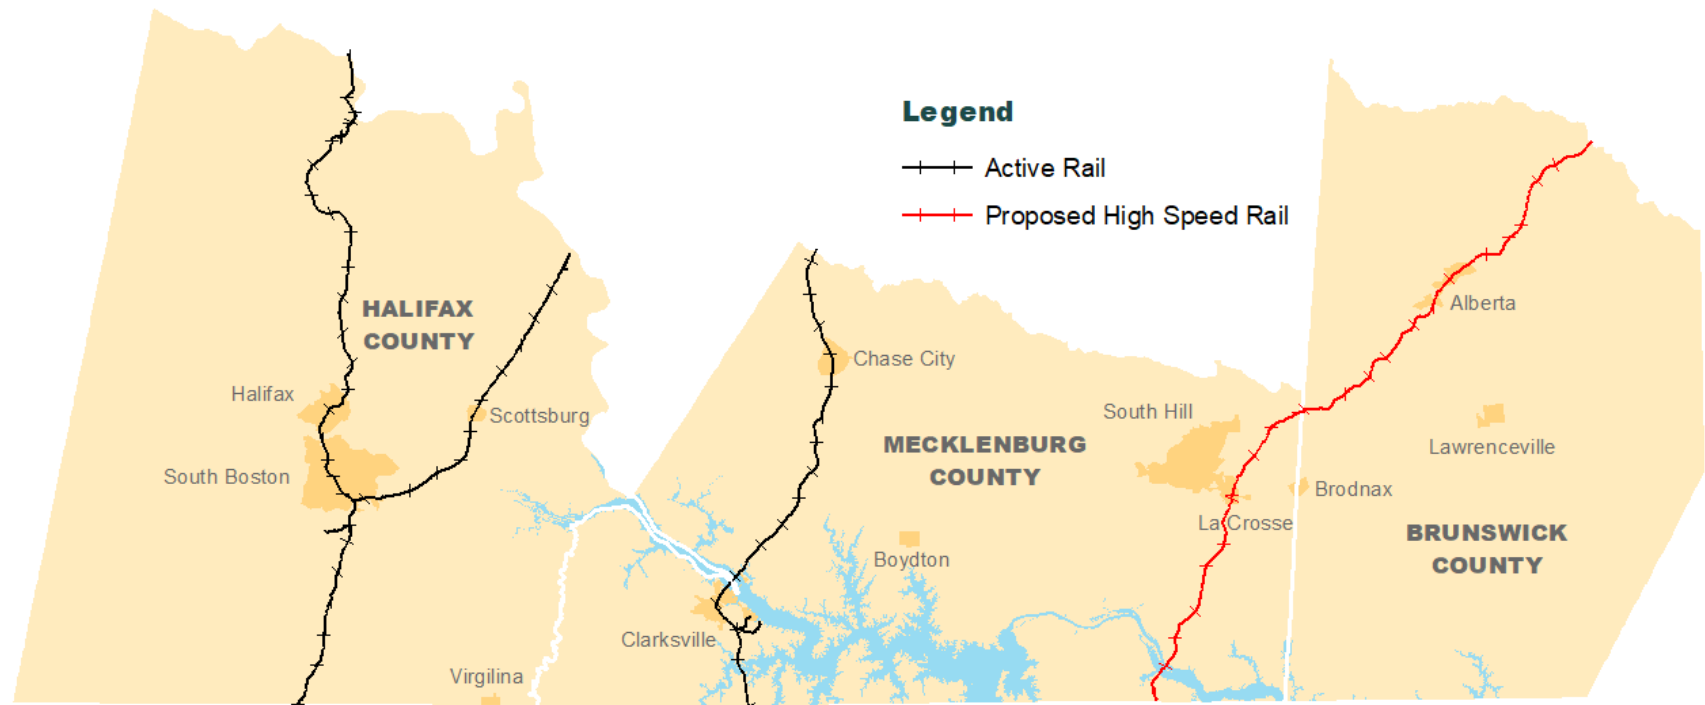 Legend
Active Rail
Proposed High Speed Rail
HALIFAX
COUNTY
Halifax
Scottsburg
South Boston
Virgilina
Chase City
MECKLENBURG
COUNTY
South Hill
La Crosse
Boydton
Clarksville
Alberta
Lawrenceville
Brodnax
BRUNSWICK
COUNTY